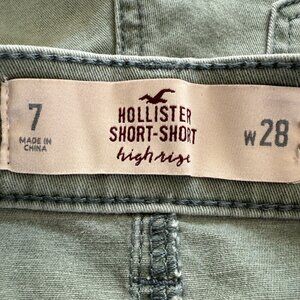 7
MADE IN
CHINA
HOLLISTER
SHORT-SHORT
high rise
W28